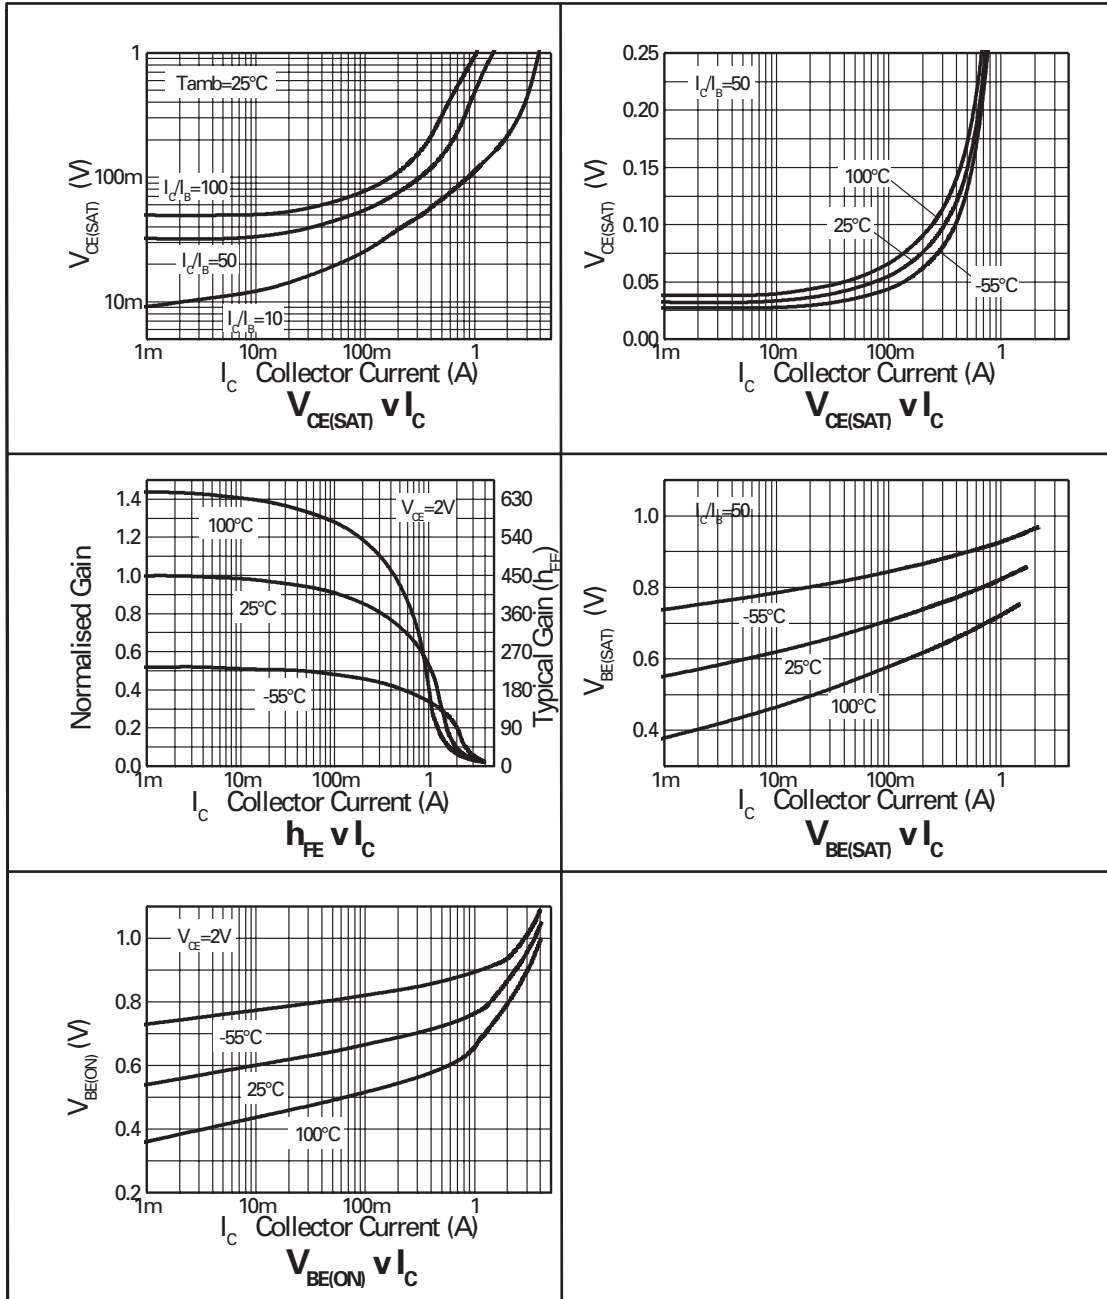 1
Tamb=25°C
100m
I_C/I_B=100
I_C/I_B=50
10m
I_C/I_B=10
V_CE(SAT) (V)
1m 10m 100m 1
I_C Collector Current (A)
V_CE(SAT) v I_C
0.25
I_C/I_B=50
0.20
0.15
100°C
0.10
25°C
0.05
-55°C
0.00
V_CE(SAT) (V)
1m 10m 100m 1
I_C Collector Current (A)
V_CE(SAT) v I_C
1.4 630
V_CE=2V
1.2 540
100°C
1.0 450
0.8 360
25°C
0.6 270
0.4 180
-55°C
0.2 90
0.0 0
Normalised Gain
Typical Gain (h_FE)
1m 10m 100m 1
I_C Collector Current (A)
h_FE v I_C
1.0
I_C/I_B=50
0.8
-55°C
0.6
25°C
100°C
0.4
V_BE(SAT) (V)
1m 10m 100m 1
I_C Collector Current (A)
V_BE(SAT) v I_C
1.0
V_CE=2V
0.8
-55°C
0.6
25°C
0.4
100°C
0.2
V_BE(ON) (V)
1m 10m 100m 1
I_C Collector Current (A)
V_BE(ON) v I_C